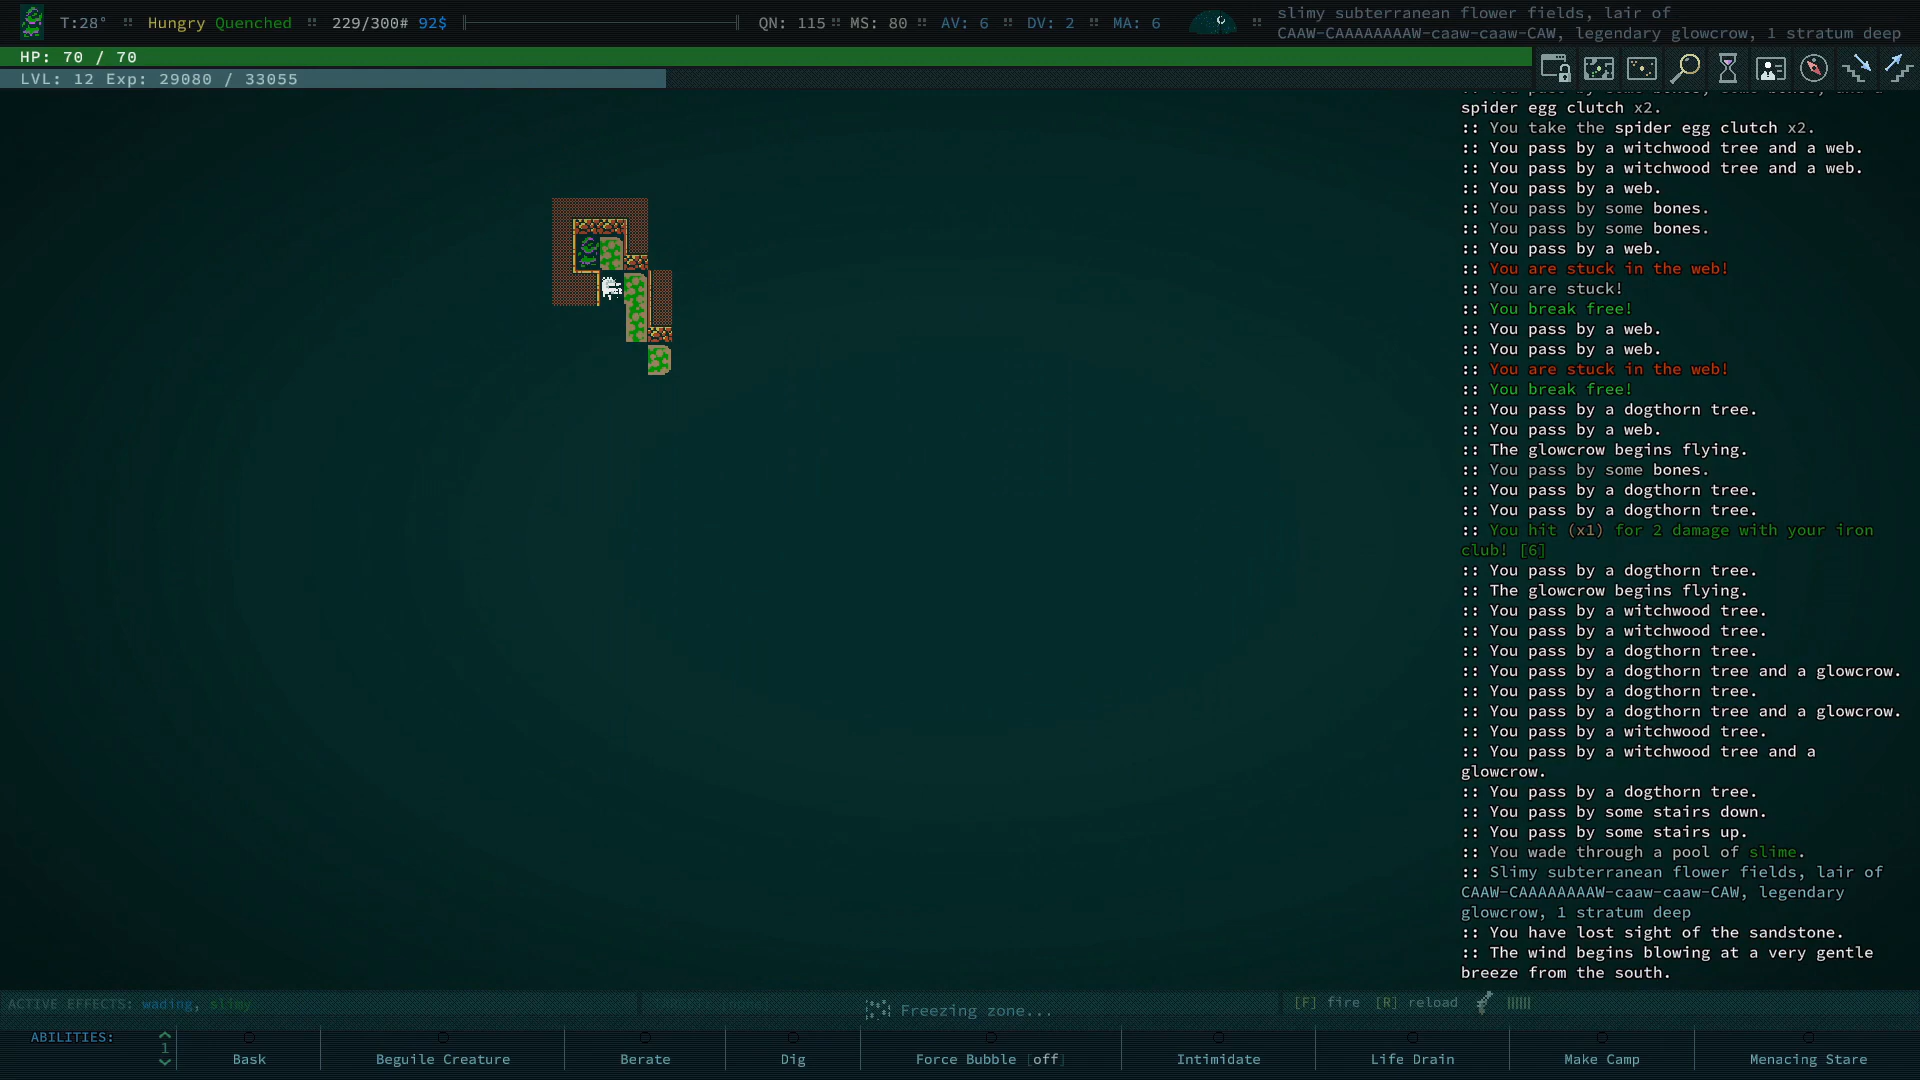 T:28° :: Hungry Quenched :: 229/300# 92$
QN: 115 :: MS: 80 :: AV: 6 :: DV: 2 :: MA: 6 ::
slimy subterranean flower fields, lair of
CAAW-CAAAAAAAAW-caaw-caaw-CAW, legendary glowcrow, 1 stratum deep
HP: 70 / 70
LVL: 12 Exp: 29080 / 33055
spider egg clutch x2.
:: You take the spider egg clutch x2.
:: You pass by a witchwood tree and a web.
:: You pass by a witchwood tree and a web.
:: You pass by a web.
:: You pass by some bones.
:: You pass by some bones.
:: You pass by a web.
:: You are stuck in the web!
:: You are stuck!
:: You break free!
:: You pass by a web.
:: You pass by a web.
:: You are stuck in the web!
:: You break free!
:: You pass by a dogthorn tree.
:: You pass by a web.
:: The glowcrow begins flying.
:: You pass by some bones.
:: You pass by a dogthorn tree.
:: You pass by a dogthorn tree.
:: You hit (x1) for 2 damage with your iron
club! [6]
:: You pass by a dogthorn tree.
:: The glowcrow begins flying.
:: You pass by a witchwood tree.
:: You pass by a witchwood tree.
:: You pass by a dogthorn tree.
:: You pass by a dogthorn tree and a glowcrow.
:: You pass by a dogthorn tree.
:: You pass by a dogthorn tree and a glowcrow.
:: You pass by a witchwood tree.
:: You pass by a witchwood tree and a
glowcrow.
:: You pass by a dogthorn tree.
:: You pass by some stairs down.
:: You pass by some stairs up.
:: You wade through a pool of slime.
:: Slimy subterranean flower fields, lair of
CAAW-CAAAAAAAAW-caaw-caaw-CAW, legendary
glowcrow, 1 stratum deep
:: You have lost sight of the sandstone.
:: The wind begins blowing at a very gentle
breeze from the south.
ACTIVE EFFECTS: wading, slimy
TARGET: [none]
Freezing zone...
[F] fire [R] reload
ABILITIES:
1
Bask
Beguile Creature
Berate
Dig
Force Bubble [off]
Intimidate
Life Drain
Make Camp
Menacing Stare